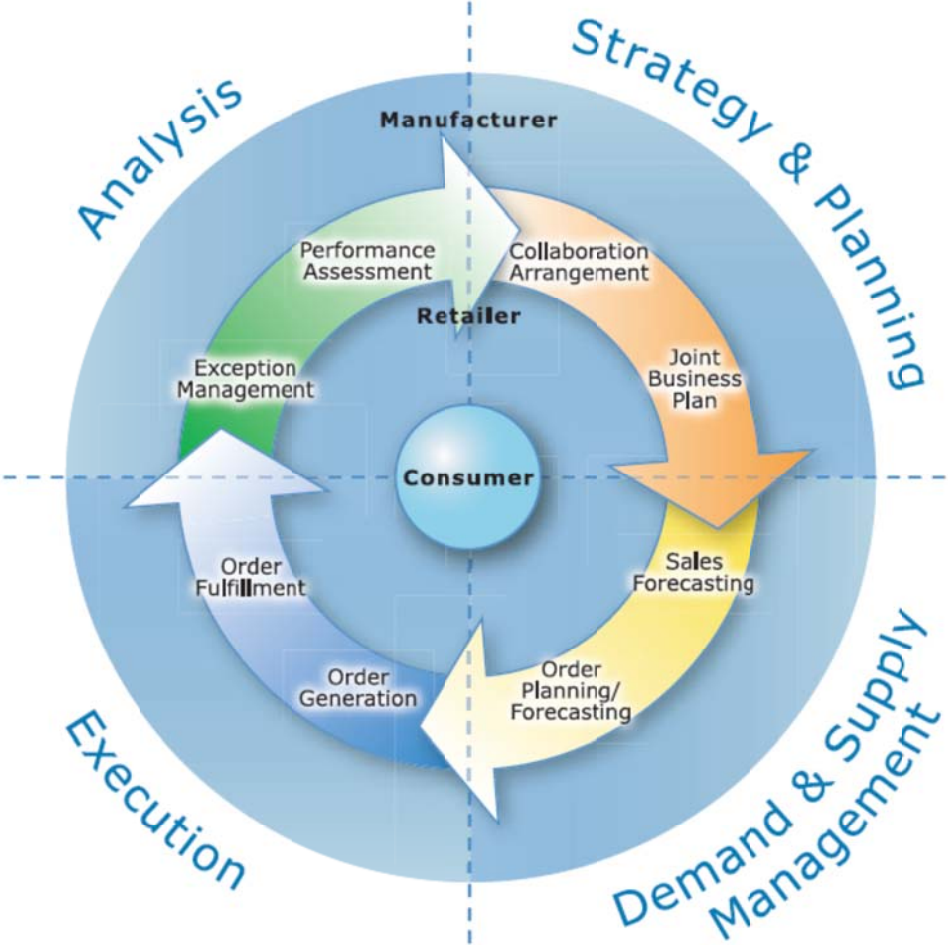 Analysis
Strategy & Planning
Manufacturer
Performance
Assessment
Collaboration
Arrangement
Retailer
Exception
Management
Joint
Business
Plan
Consumer
Order
Fulfillment
Sales
Forecasting
Order
Generation
Order
Planning/
Forecasting
Execution
Demand & Supply
Management